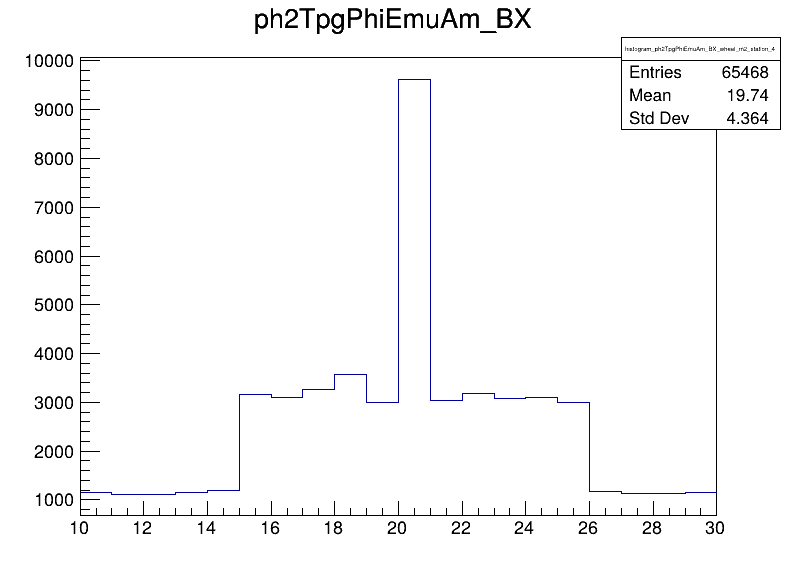 ph2TpgPhiEmuAm_BX
histogram_ph2TpgPhiEmuAm_BX_wheel_m2_station_4
Entries 65468
Mean 19.74
Std Dev 4.364
10000
9000
8000
7000
6000
5000
4000
3000
2000
1000
10 12 14 16 18 20 22 24 26 28 30